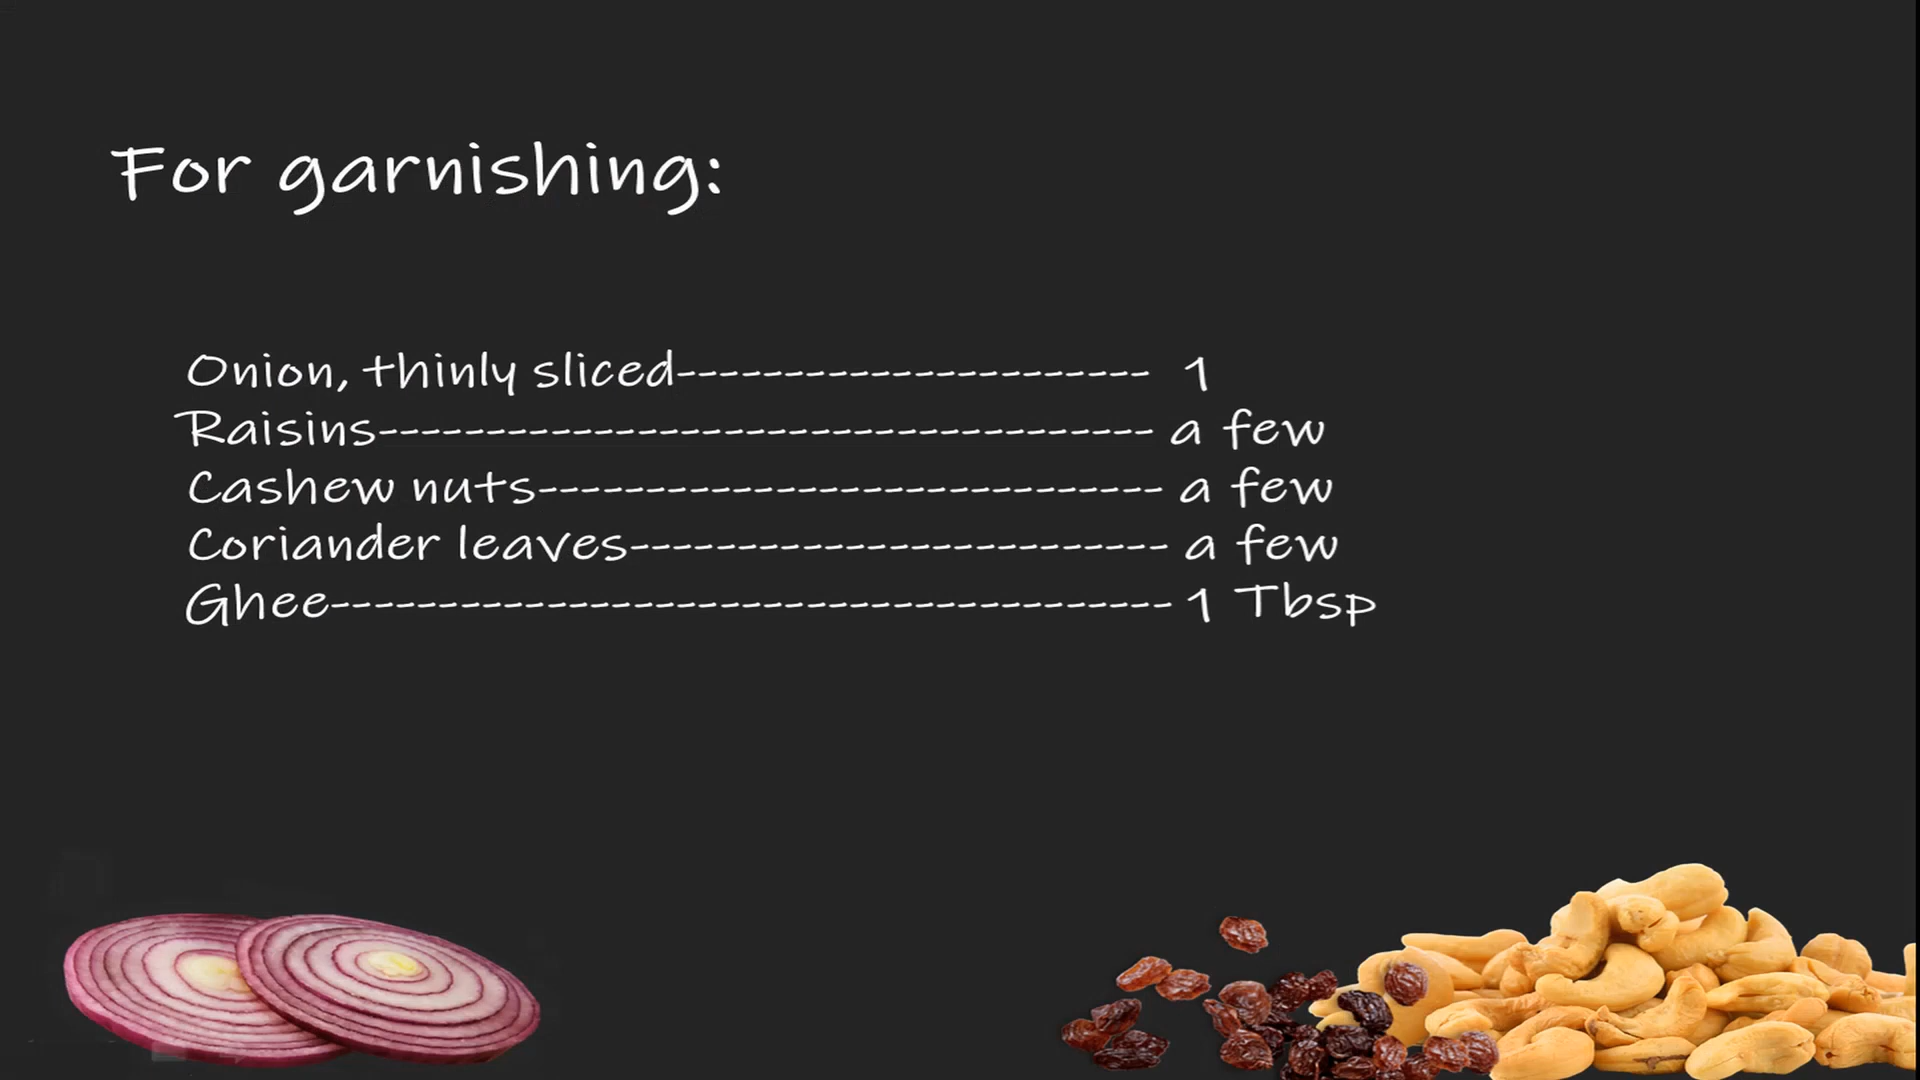 For garnishing:
Onion, thinly sliced---------------------- 1
Raisins------------------------------------ a few
Cashew nuts----------------------------- a few
Coriander leaves------------------------- a few
Ghee--------------------------------------- 1 Tbsp